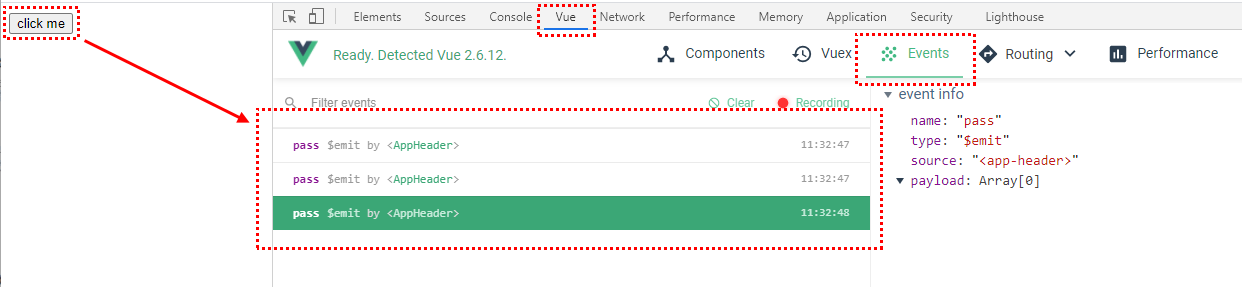 click me
Elements Sources Console Vue Network Performance Memory Application Security Lighthouse
Ready. Detected Vue 2.6.12.
Components Vuex Events Routing Performance
Filter events Clear Recording
pass $emit by <AppHeader> 11:32:47
pass $emit by <AppHeader> 11:32:47
pass $emit by <AppHeader> 11:32:48
event info
name: "pass"
type: "$emit"
source: "<app-header>"
payload: Array[0]